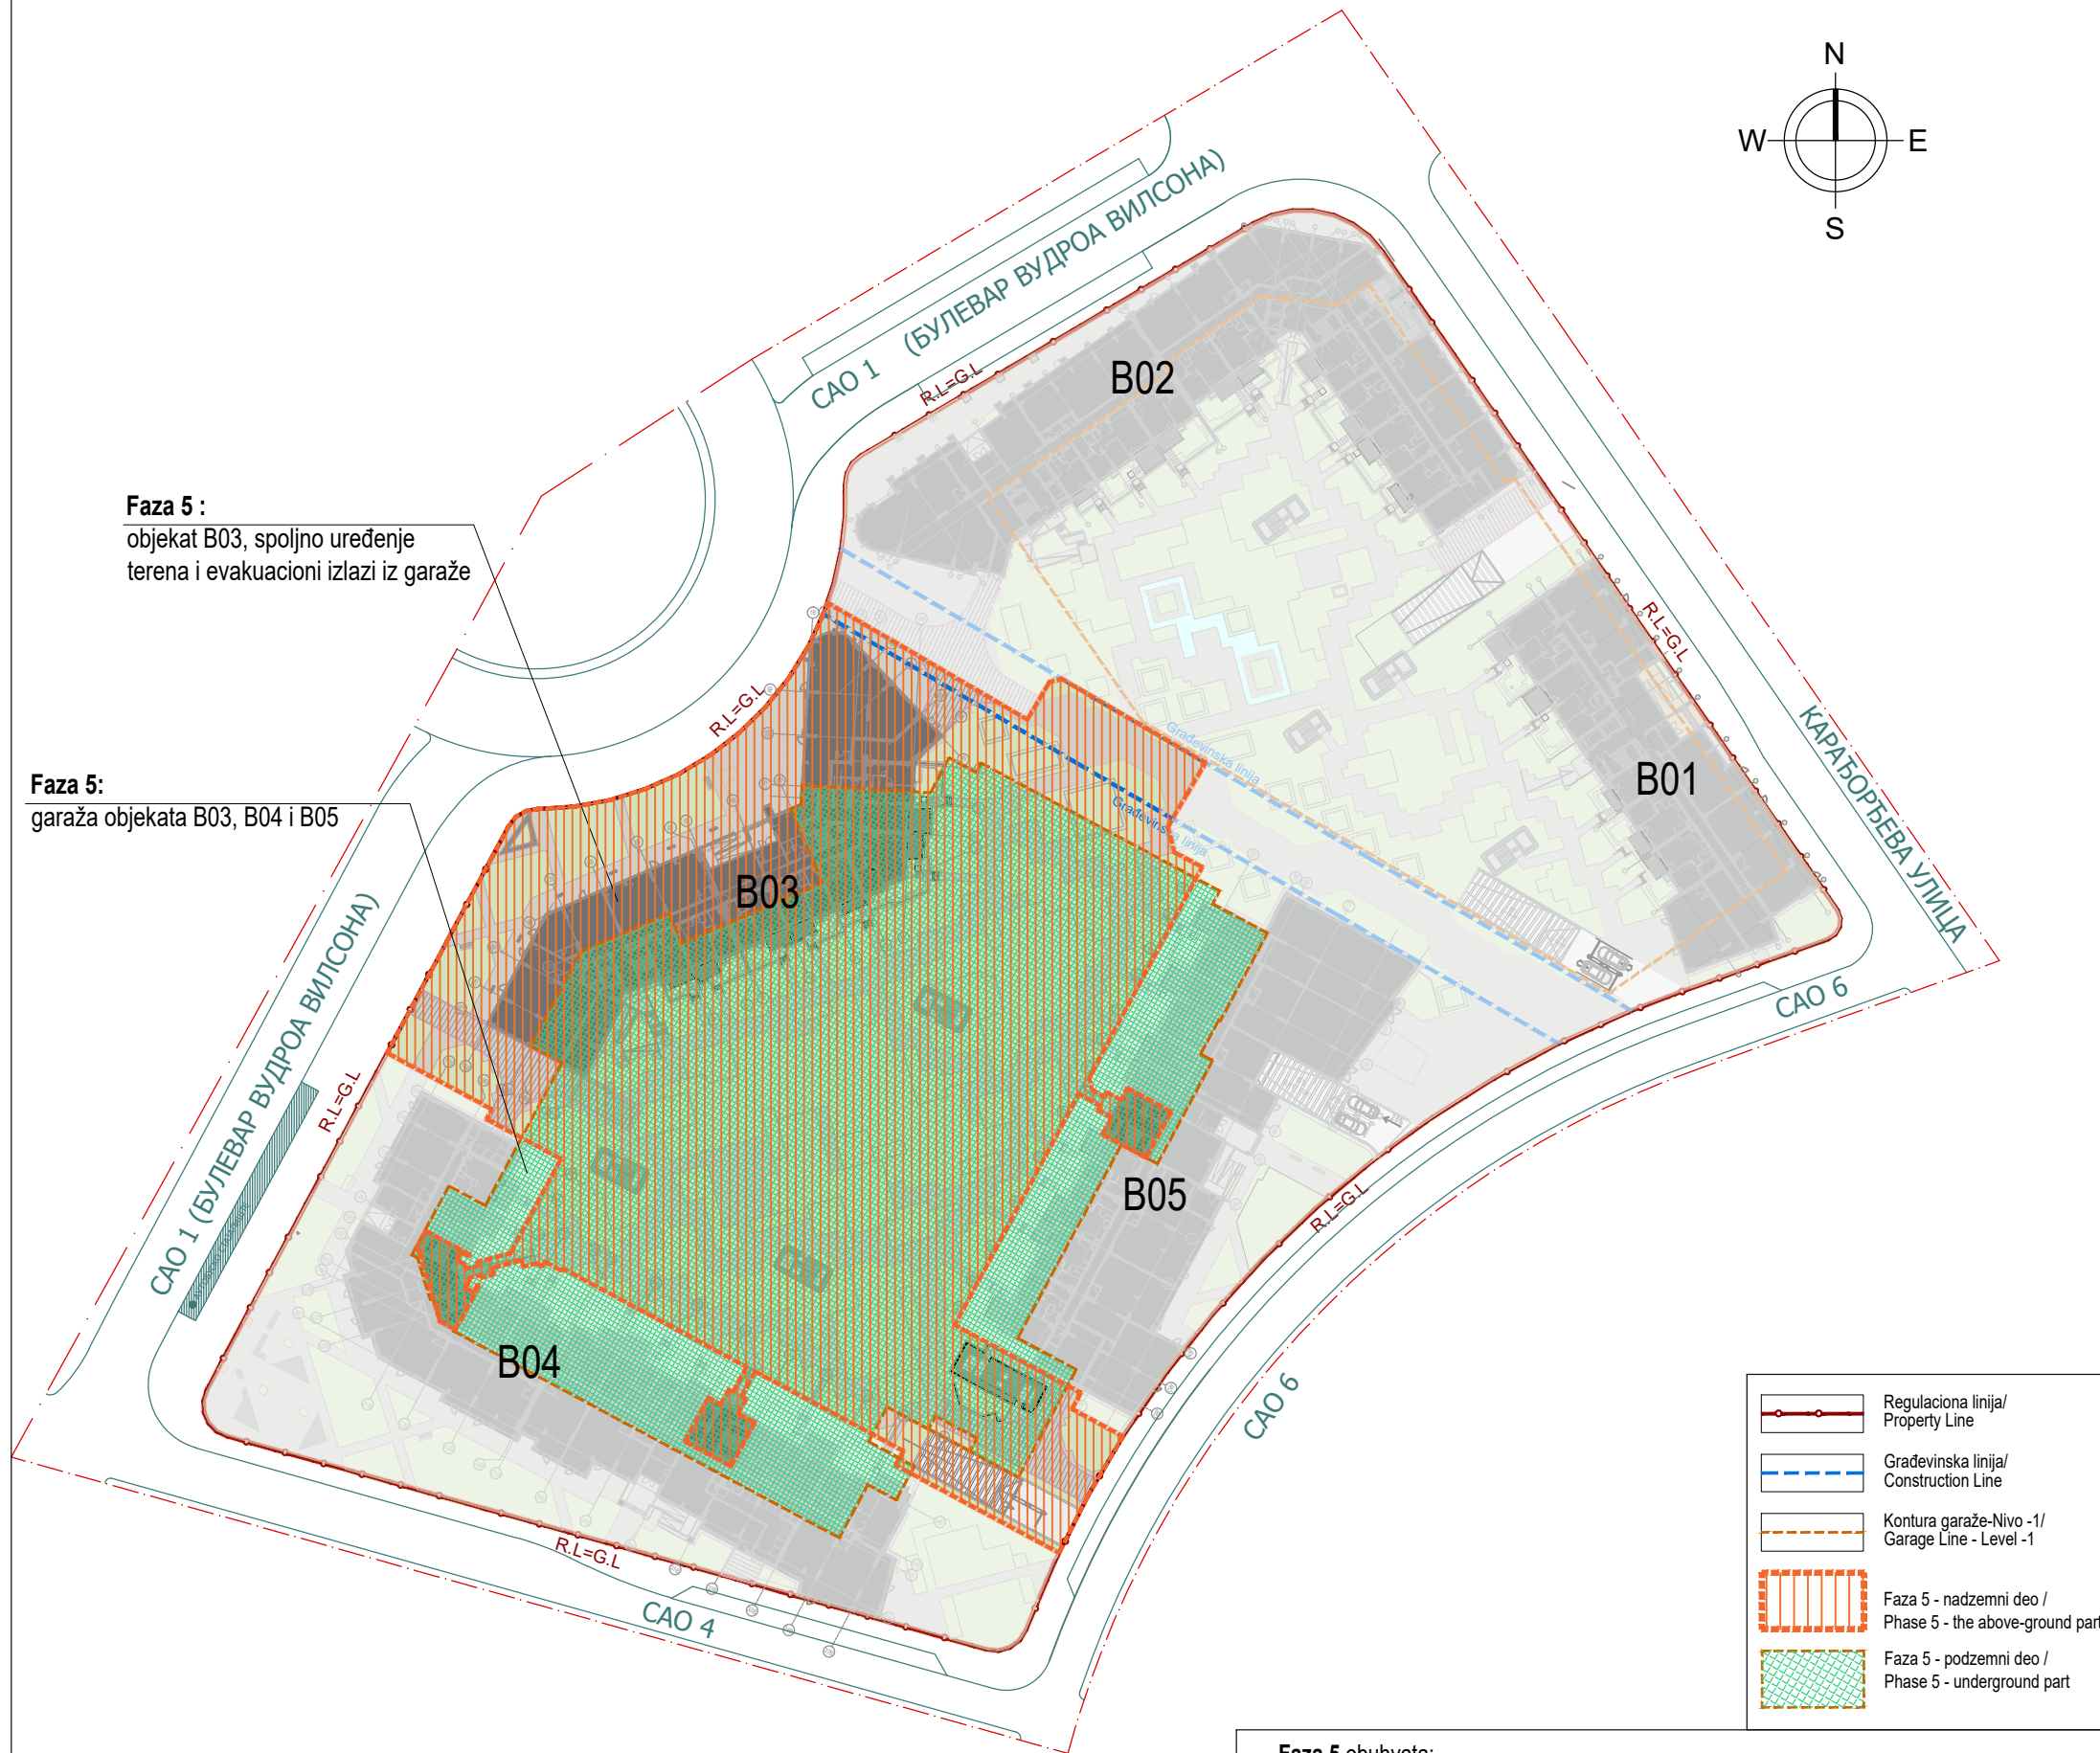 N
W E
S
САО 1 (БУЛЕВАР ВУДРОА ВИЛСОНА)
R.L=G.L
B02
Faza 5 :
objekat B03, spoljno uređenje
terena i evakuacioni izlazi iz garaže
R.L=G.L
R.L=G.L
КАРАЂОРЂЕВА УЛИЦА
Građevinska linija
Građevinska linija
B01
Faza 5:
garaža objekata B03, B04 i B05
B03
САО 1 (БУЛЕВАР ВУДРОА ВИЛСОНА)
САО 6
R.L=G.L
B05
R.L=G.L
B04
САО 6
R.L=G.L
САО 4
Regulaciona linija/
Property Line
Građevinska linija/
Construction Line
Kontura garaže-Nivo -1/
Garage Line - Level -1
Faza 5 - nadzemni deo /
Phase 5 - the above-ground part
Faza 5 - podzemni deo /
Phase 5 - underground part
Faza 5 obuhvata: